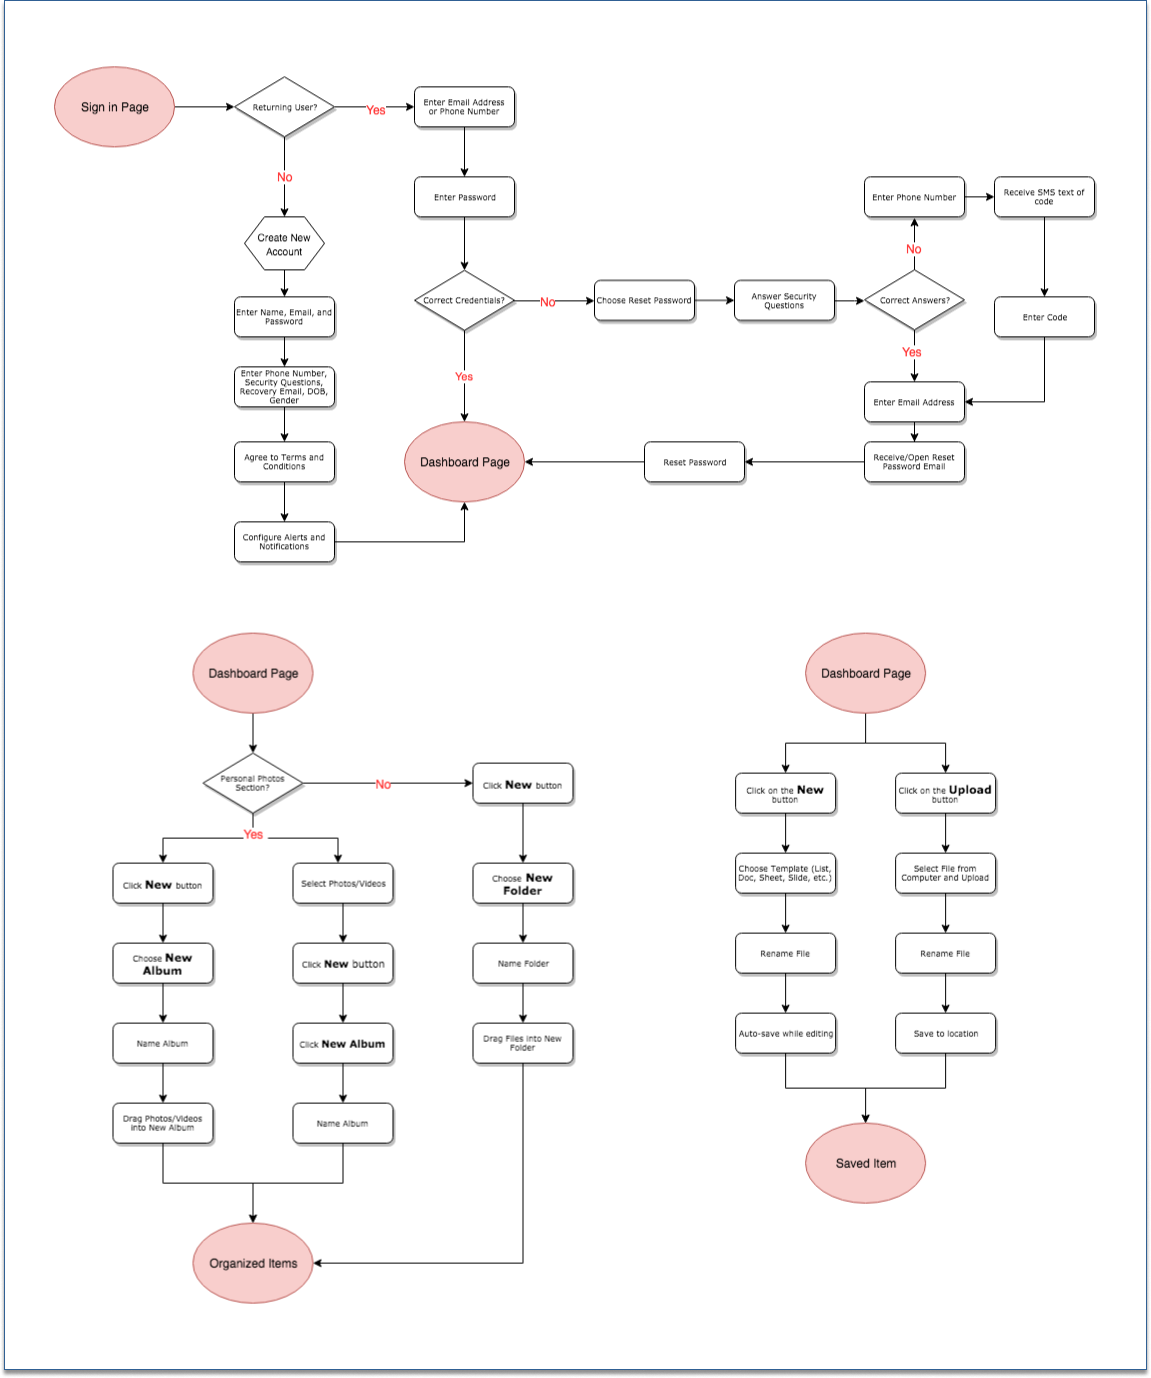 Sign in Page
Returning User?
Yes
Enter Email Address
or Phone Number
No
Enter Password
Enter Phone Number
Receive SMS text of
code
Create New
Account
No
Correct Credentials?
No
Choose Reset Password
Answer Security
Questions
Correct Answers?
Enter Name, Email, and
Password
Enter Code
Yes
Yes
Enter Phone Number,
Security Questions,
Recovery Email, DOB,
Gender
Enter Email Address
Agree to Terms and
Conditions
Dashboard Page
Reset Password
Receive/Open Reset
Password Email
Configure Alerts and
Notifications
Dashboard Page
Personal Photos
Section?
No
Click New button
Yes
Click New button
Select Photos/Videos
Choose New
Folder
Choose New
Album
Click New button
Name Folder
Name Album
Click New Album
Drag Files into New
Folder
Drag Photos/Videos
into New Album
Name Album
Organized Items
Dashboard Page
Click on the New
button
Click on the Upload
button
Choose Template (List,
Doc, Sheet, Slide, etc.)
Select File from
Computer and Upload
Rename File
Rename File
Auto-save while editing
Save to location
Saved Item